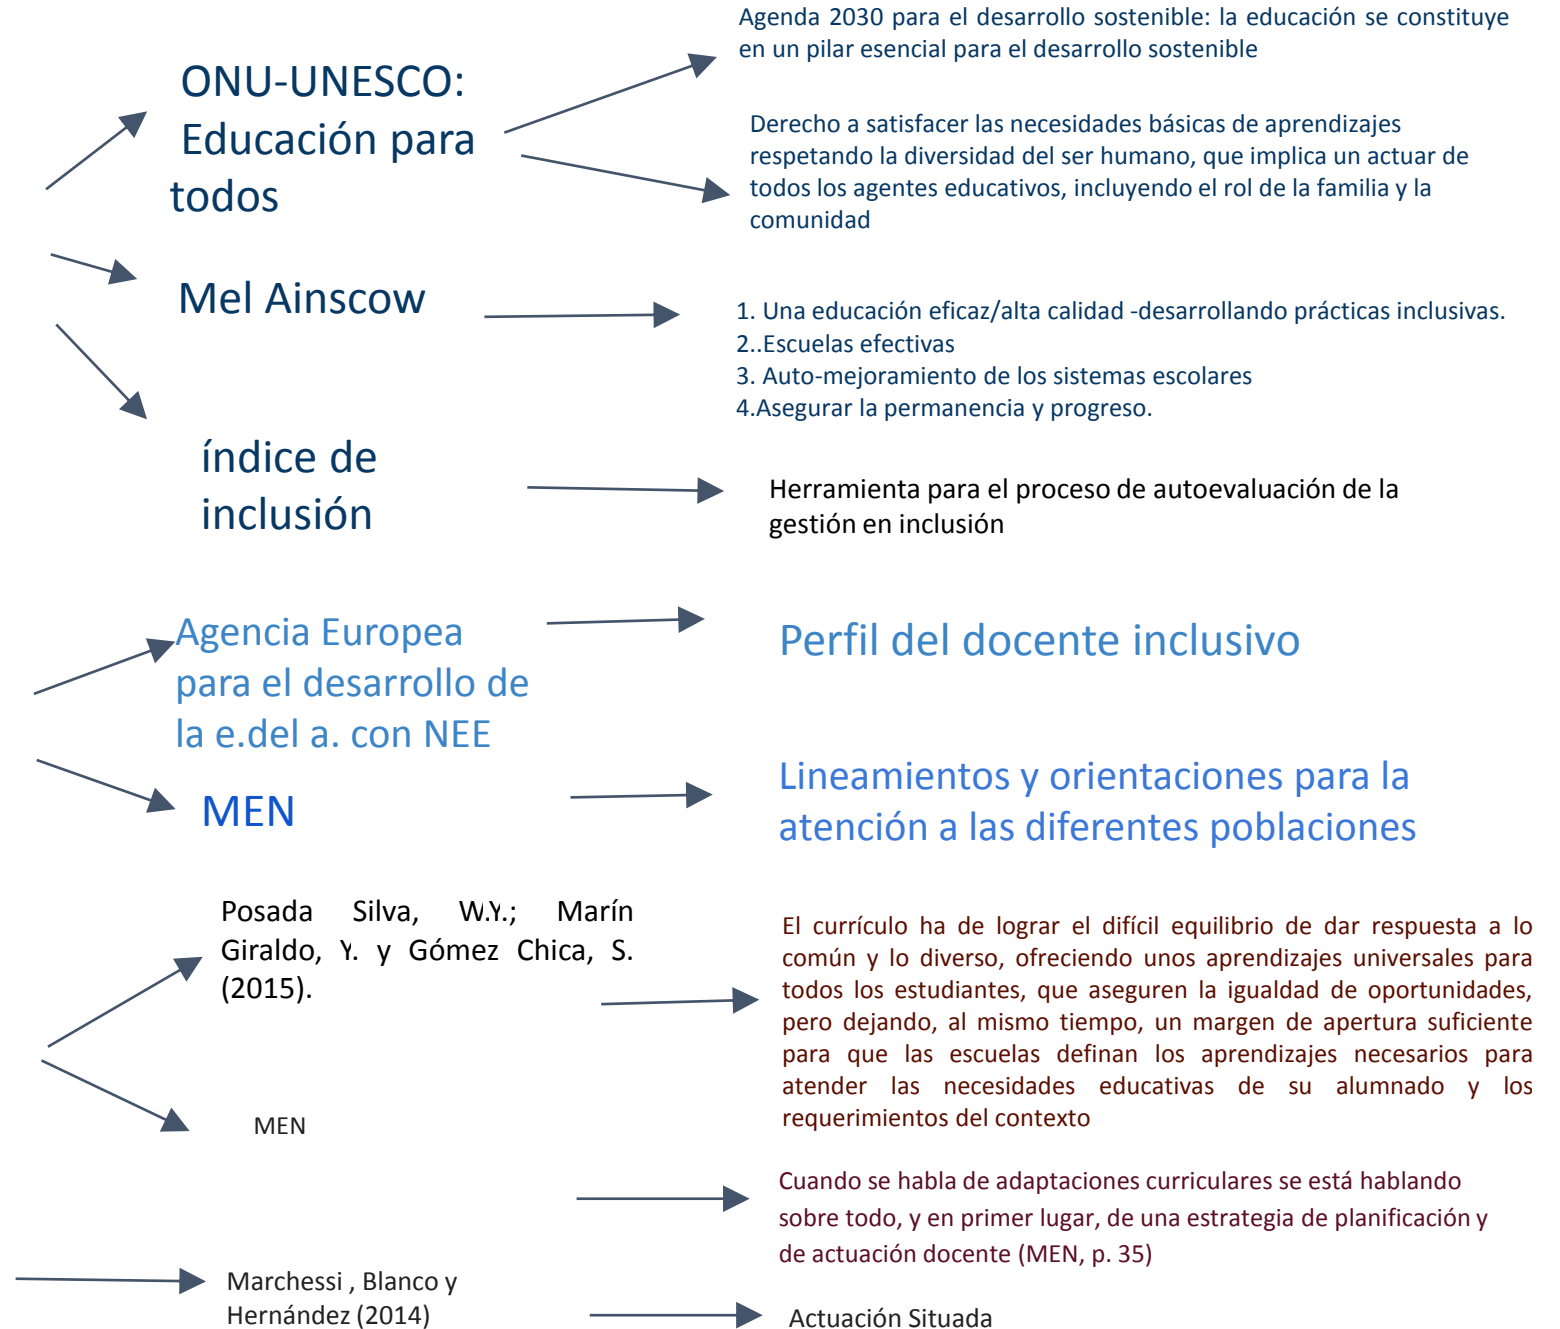 Agenda 2030 para el desarrollo sostenible: la educación se constituye
en un pilar esencial para el desarrollo sostenible
ONU-UNESCO:
Educación para
todos
Derecho a satisfacer las necesidades básicas de aprendizajes
respetando la diversidad del ser humano, que implica un actuar de
todos los agentes educativos, incluyendo el rol de la familia y la
comunidad
Mel Ainscow
1. Una educación eficaz/alta calidad -desarrollando prácticas inclusivas.
2..Escuelas efectivas
3. Auto-mejoramiento de los sistemas escolares
4.Asegurar la permanencia y progreso.
índice de
inclusión
Herramienta para el proceso de autoevaluación de la
gestión en inclusión
Agencia Europea
para el desarrollo de
la e.del a. con NEE
Perfil del docente inclusivo
MEN
Lineamientos y orientaciones para la
atención a las diferentes poblaciones
Posada Silva, W.Y.; Marín
Giraldo, Y. y Gómez Chica, S.
(2015).
El currículo ha de lograr el difícil equilibrio de dar respuesta a lo
común y lo diverso, ofreciendo unos aprendizajes universales para
todos los estudiantes, que aseguren la igualdad de oportunidades,
pero dejando, al mismo tiempo, un margen de apertura suficiente
para que las escuelas definan los aprendizajes necesarios para
atender las necesidades educativas de su alumnado y los
requerimientos del contexto
MEN
Cuando se habla de adaptaciones curriculares se está hablando
sobre todo, y en primer lugar, de una estrategia de planificación y
de actuación docente (MEN, p. 35)
Marchessi , Blanco y
Hernández (2014)
Actuación Situada